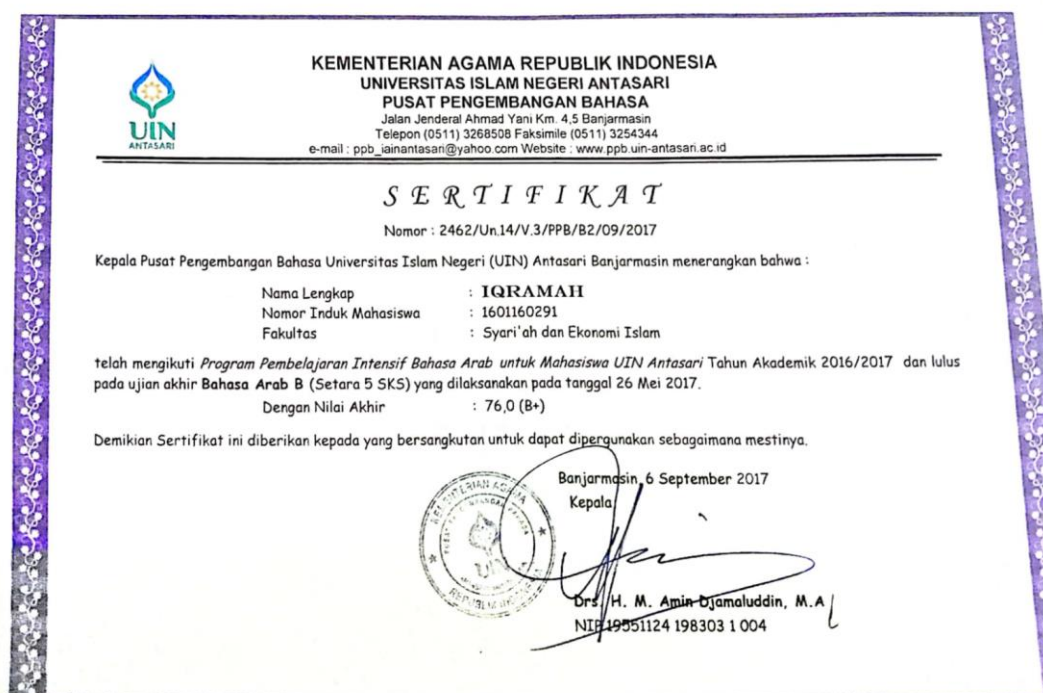 UIN
ANTASARI
KEMENTERIAN AGAMA REPUBLIK INDONESIA
UNIVERSITAS ISLAM NEGERI ANTASARI
PUSAT PENGEMBANGAN BAHASA
Jalan Jenderal Ahmad Yani Km. 4,5 Banjarmasin
Telepon (0511) 3268508 Faksimile (0511) 3254344
e-mail : ppb_iainantasari@yahoo.com Website : www.ppb.uin-antasari.ac.id
SERTIFIKAT
Nomor : 2462/Un.14/V.3/PPB/B2/09/2017
Kepala Pusat Pengembangan Bahasa Universitas Islam Negeri (UIN) Antasari Banjarmasin menerangkan bahwa :
Nama Lengkap : IQRAMAH
Nomor Induk Mahasiswa : 1601160291
Fakultas : Syari'ah dan Ekonomi Islam
telah mengikuti Program Pembelajaran Intensif Bahasa Arab untuk Mahasiswa UIN Antasari Tahun Akademik 2016/2017 dan lulus
pada ujian akhir Bahasa Arab B (Setara 5 SKS) yang dilaksanakan pada tanggal 26 Mei 2017.
Dengan Nilai Akhir : 76,0 (B+)
Demikian Sertifikat ini diberikan kepada yang bersangkutan untuk dapat dipergunakan sebagaimana mestinya.
Banjarmasin, 6 September 2017
Kepala
KEMENTERIAN AGAMA
REPUBLIK INDONESIA
UIN
Drs. H. M. Amin Djamaluddin, M.A
NIP 19551124 198303 1 004